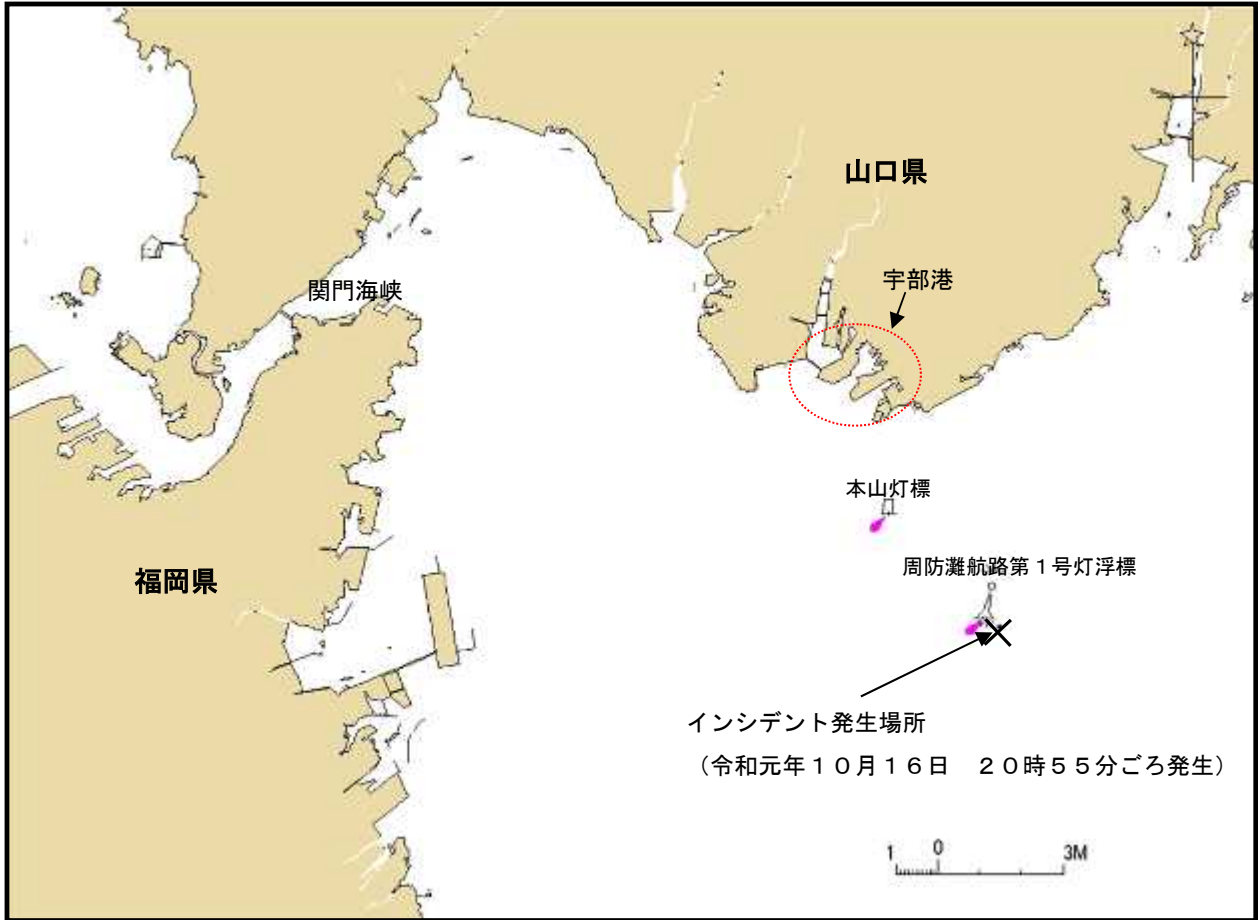 山口県
宇部港
関門海峡
本山灯標
周防灘航路第１号灯浮標
福岡県
インシデント発生場所
（令和元年１０月１６日　２０時５５分ごろ発生）
1 0 3M